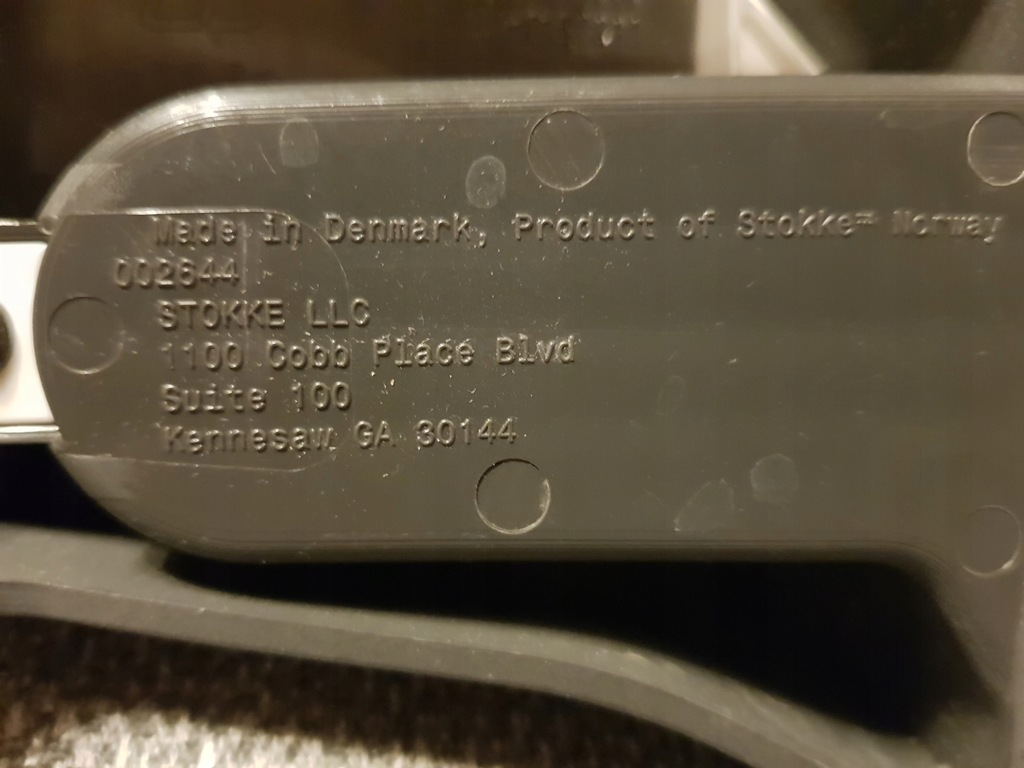 Made in Denmark, Product of Stokke™ Norway
002644
STOKKE LLC
1100 Cobb Place Blvd
Suite 100
Kennesaw GA 30144